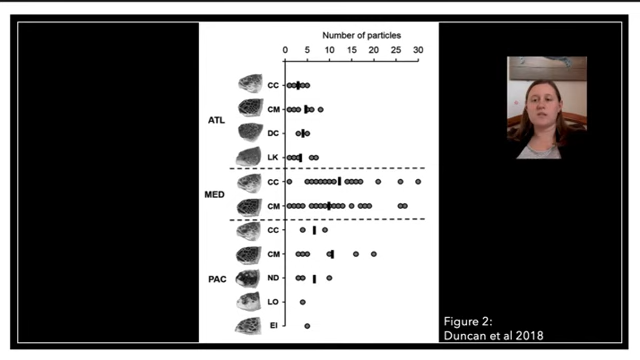 Number of particles
0 5 10 15 20 25 30
ATL
CC
CM
DC
LK
MED
CC
CM
PAC
CC
CM
ND
LO
EI
Figure 2:
Duncan et al 2018